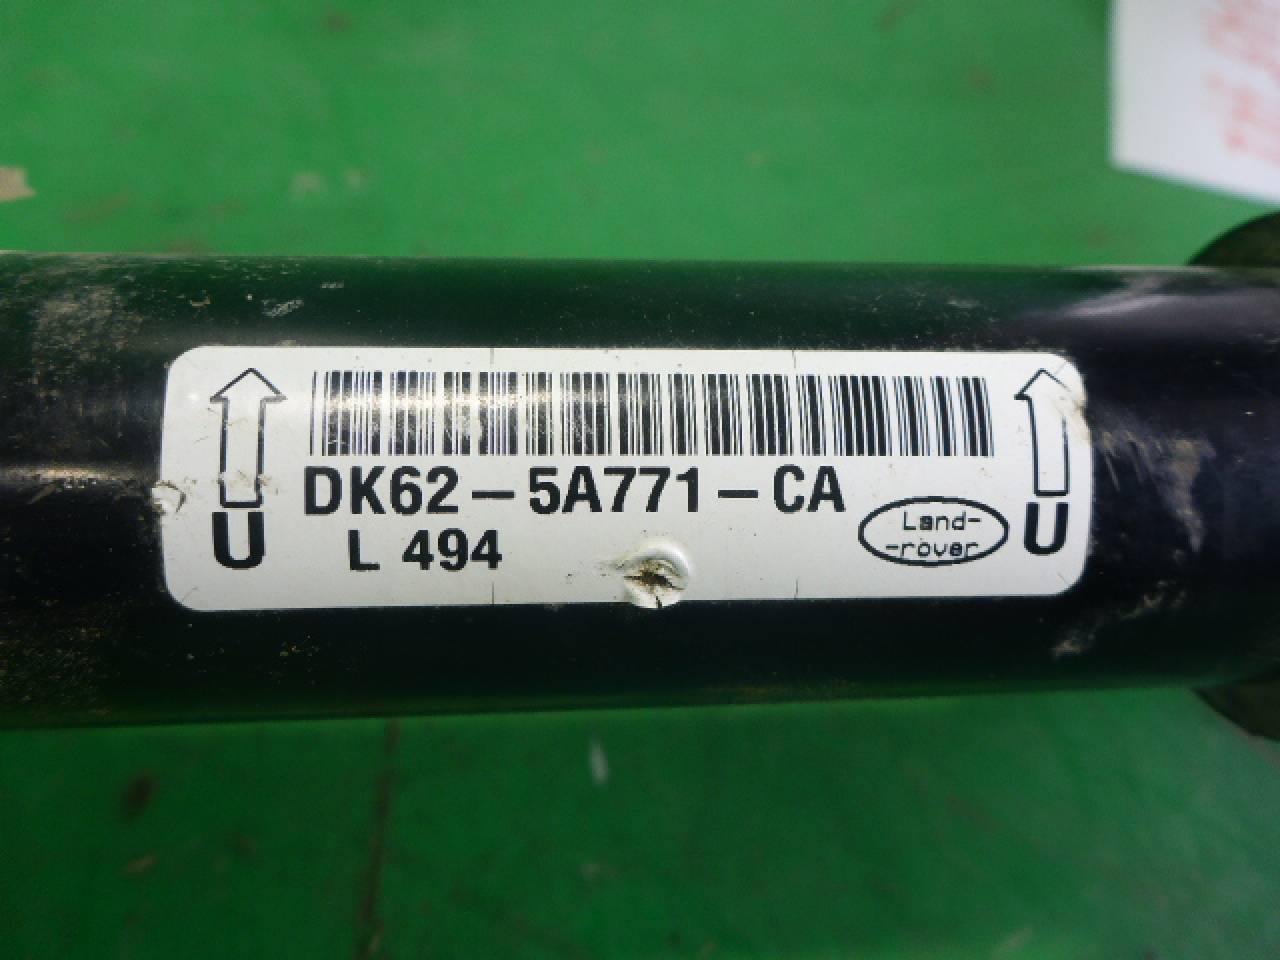 DK62-5A771-CA
U L 494 Land-
-rover U